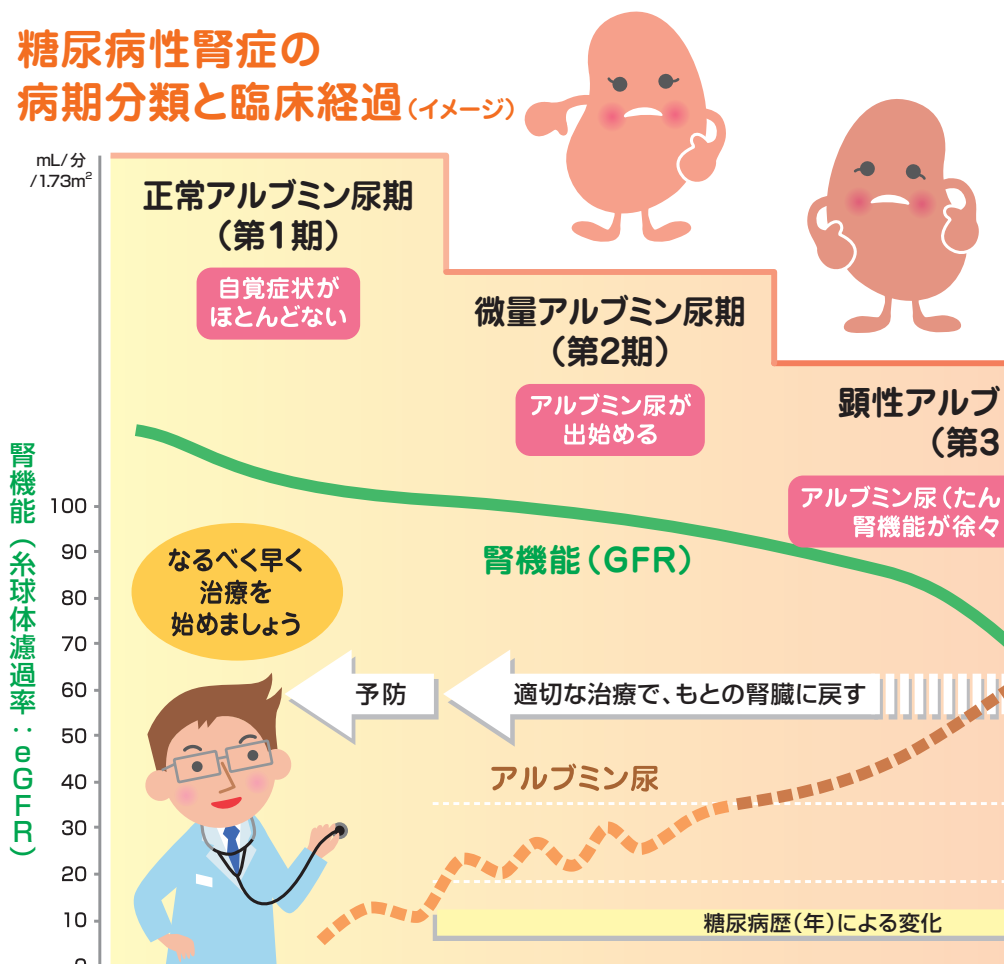 糖尿病性腎症の
病期分類と臨床経過（イメージ）
mL/分
/1.73m²
正常アルブミン尿期
（第1期）
自覚症状が
ほとんどない
微量アルブミン尿期
（第2期）
アルブミン尿が
出始める
顕性アルブ
（第3
アルブミン尿（たん
腎機能が徐々
腎機能（糸球体濾過率：eGFR）
100
90
80
70
60
50
40
30
20
10
0
腎機能（GFR）
なるべく早く
治療を
始めましょう
予防
適切な治療で、もとの腎臓に戻す
アルブミン尿
糖尿病歴（年）による変化